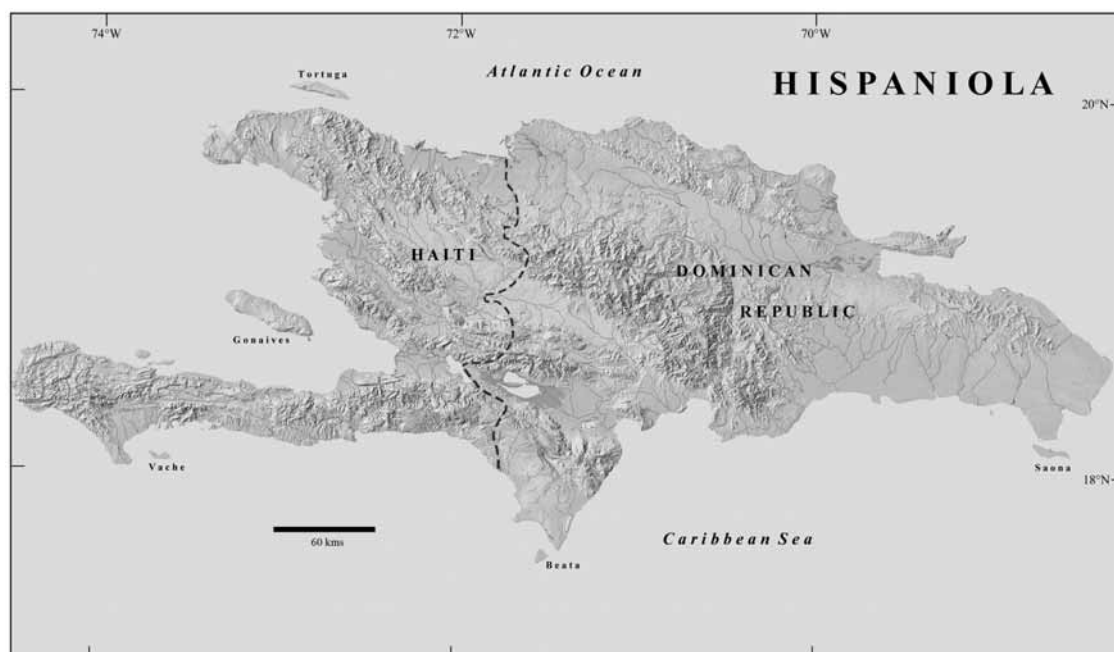 74°W 72°W 70°W
Tortuga
Atlantic Ocean
HISPANIOLA
20°N
HAITI
DOMINICAN
REPUBLIC
Gonaives
Vache
Saona
18°N
60 kms
Caribbean Sea
Beata